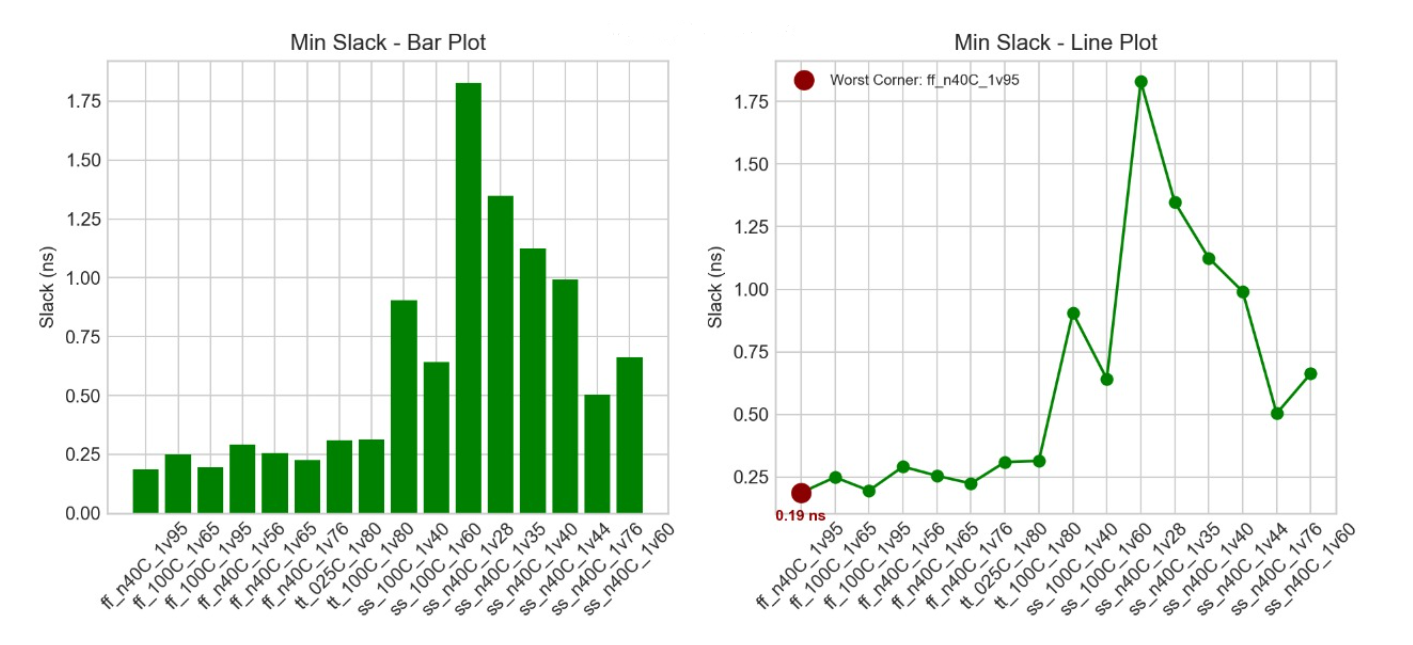 Min Slack - Bar Plot
Slack (ns)
1.75
1.50
1.25
1.00
0.75
0.50
0.25
0.00
ff_n40C_1v95
ff_100C_1v65
ff_100C_1v95
ff_n40C_1v56
ff_n40C_1v65
ff_n40C_1v76
tt_025C_1v80
tt_100C_1v80
ss_100C_1v40
ss_100C_1v60
ss_n40C_1v28
ss_n40C_1v35
ss_n40C_1v40
ss_n40C_1v44
ss_n40C_1v76
ss_n40C_1v60
Min Slack - Line Plot
Worst Corner: ff_n40C_1v95
Slack (ns)
1.75
1.50
1.25
1.00
0.75
0.50
0.25
0.19 ns
ff_n40C_1v95
ff_100C_1v65
ff_100C_1v95
ff_n40C_1v56
ff_n40C_1v65
ff_n40C_1v76
tt_025C_1v80
tt_100C_1v80
ss_100C_1v40
ss_100C_1v60
ss_n40C_1v28
ss_n40C_1v35
ss_n40C_1v40
ss_n40C_1v44
ss_n40C_1v76
ss_n40C_1v60